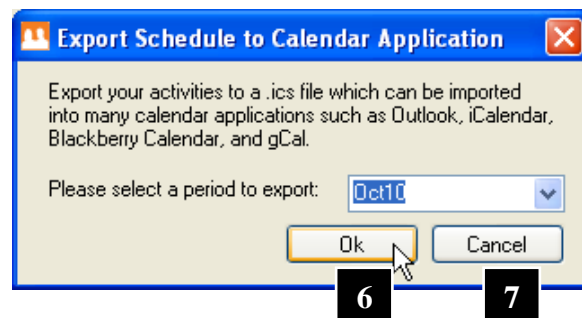 Export Schedule to Calendar Application
Export your activities to a .ics file which can be imported
into many calendar applications such as Outlook, iCalendar,
Blackberry Calendar, and gCal.
Please select a period to export: Oct10
Ok Cancel
6 7